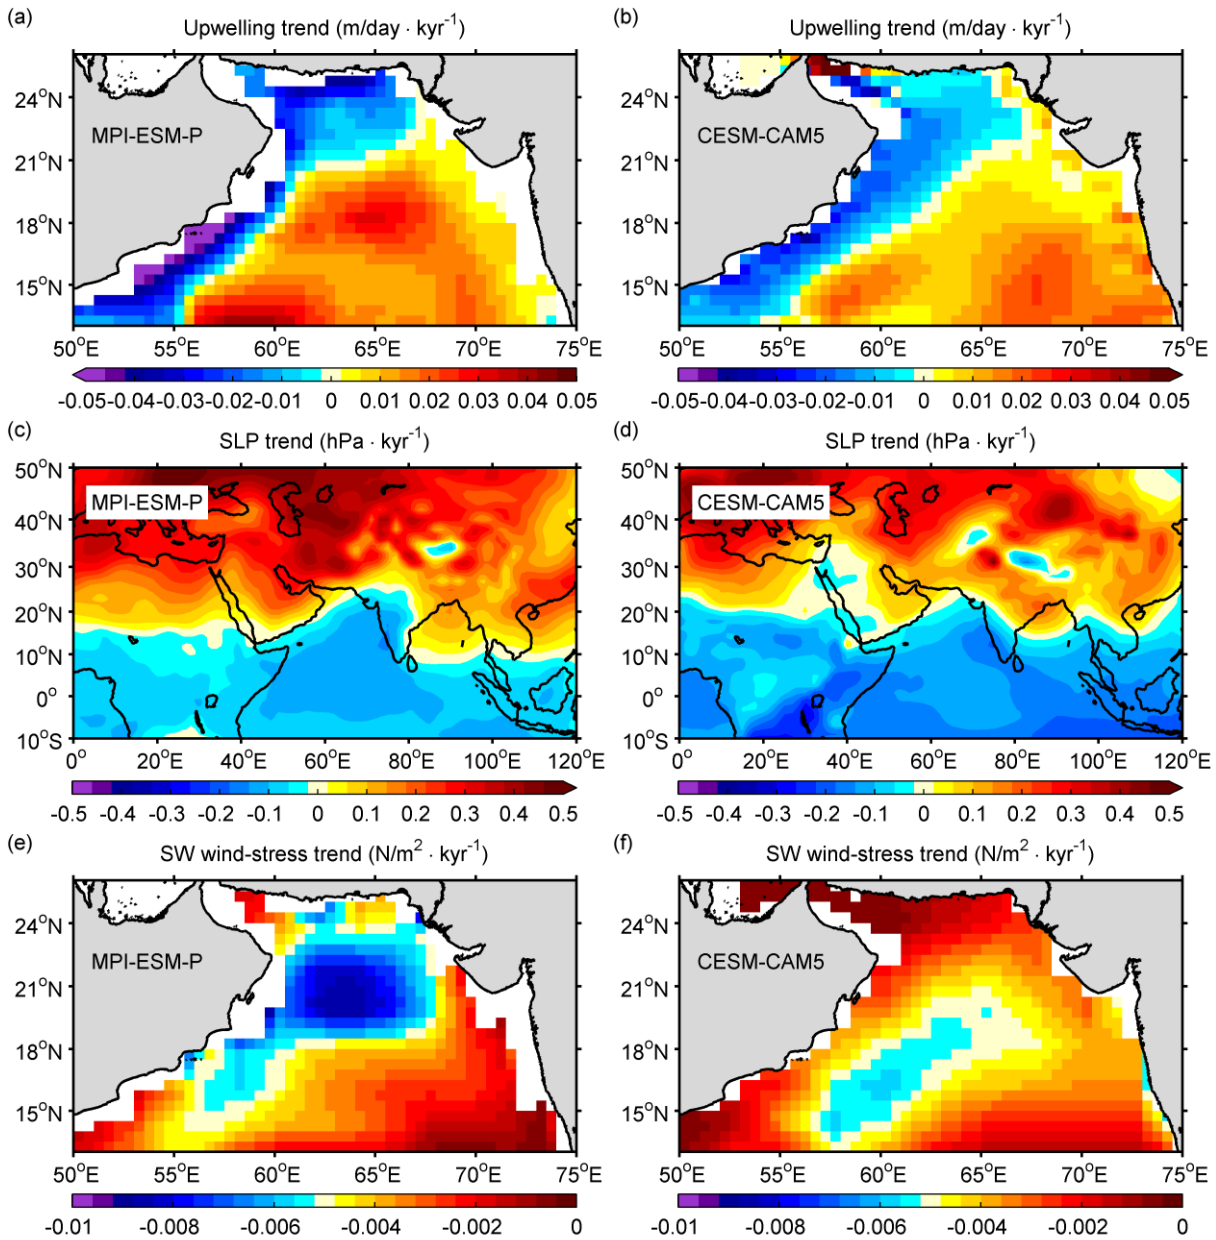 (a)
Upwelling trend (m/day · kyr⁻¹)
24°N
21°N
18°N
15°N
MPI-ESM-P
50°E 55°E 60°E 65°E 70°E 75°E
-0.05 -0.04 -0.03 -0.02 -0.01 0 0.01 0.02 0.03 0.04 0.05
(b)
Upwelling trend (m/day · kyr⁻¹)
24°N
21°N
18°N
15°N
CESM-CAM5
50°E 55°E 60°E 65°E 70°E 75°E
-0.05 -0.04 -0.03 -0.02 -0.01 0 0.01 0.02 0.03 0.04 0.05
(c)
SLP trend (hPa · kyr⁻¹)
50°N
40°N
30°N
20°N
10°N
0°
10°S
MPI-ESM-P
0° 20°E 40°E 60°E 80°E 100°E 120°E
-0.5 -0.4 -0.3 -0.2 -0.1 0 0.1 0.2 0.3 0.4 0.5
(d)
SLP trend (hPa · kyr⁻¹)
50°N
40°N
30°N
20°N
10°N
0°
10°S
CESM-CAM5
0° 20°E 40°E 60°E 80°E 100°E 120°E
-0.5 -0.4 -0.3 -0.2 -0.1 0 0.1 0.2 0.3 0.4 0.5
(e)
SW wind-stress trend (N/m² · kyr⁻¹)
24°N
21°N
18°N
15°N
MPI-ESM-P
50°E 55°E 60°E 65°E 70°E 75°E
-0.01 -0.008 -0.006 -0.004 -0.002 0
(f)
SW wind-stress trend (N/m² · kyr⁻¹)
24°N
21°N
18°N
15°N
CESM-CAM5
50°E 55°E 60°E 65°E 70°E 75°E
-0.01 -0.008 -0.006 -0.004 -0.002 0